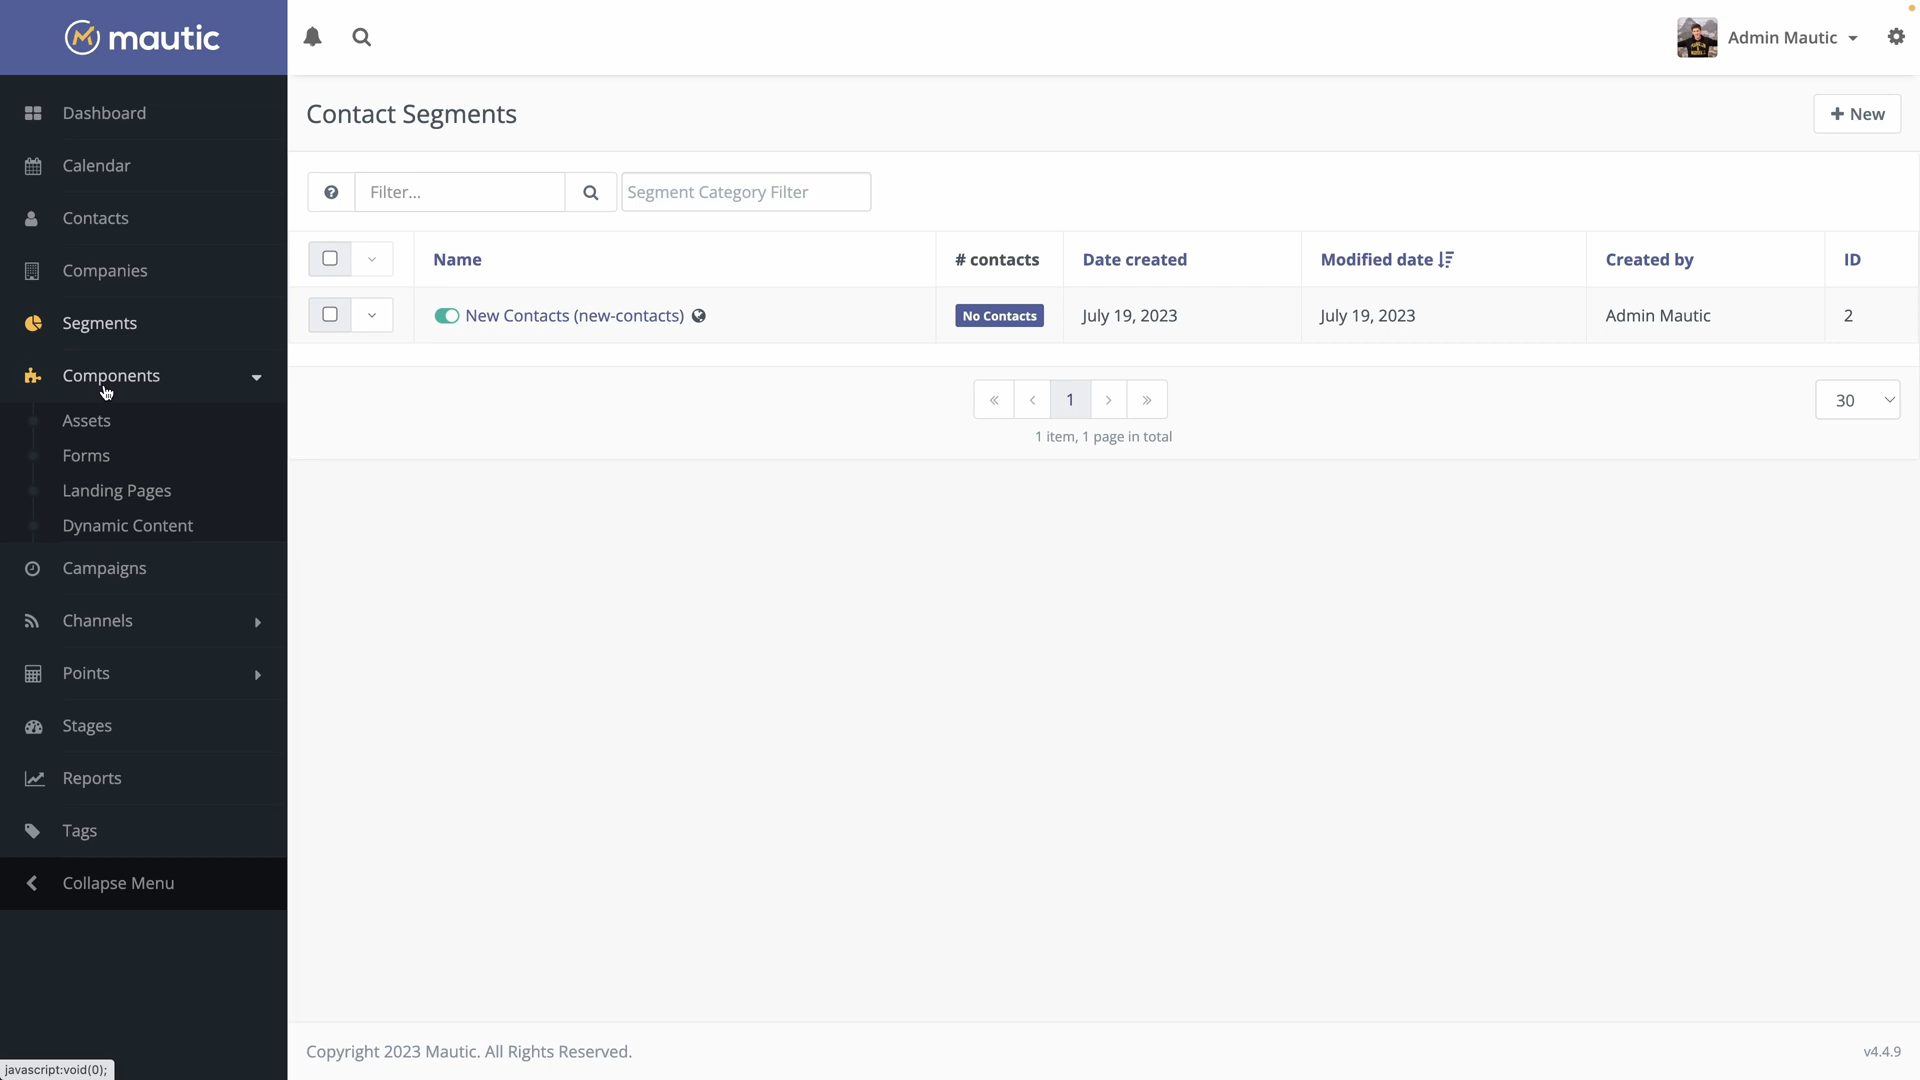 mautic
Admin Mautic
Dashboard
Calendar
Contacts
Companies
Segments
Components
Assets
Forms
Landing Pages
Dynamic Content
Campaigns
Channels
Points
Stages
Reports
Tags
Collapse Menu
Contact Segments
+ New
Filter...
Segment Category Filter
Name # contacts Date created Modified date Created by ID
New Contacts (new-contacts) No Contacts July 19, 2023 July 19, 2023 Admin Mautic 2
« ‹ 1 › »
30
1 item, 1 page in total
Copyright 2023 Mautic. All Rights Reserved.
v4.4.9
javascript:void(0);